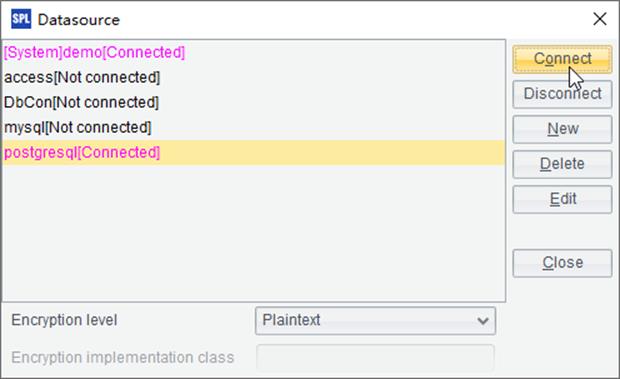 SPL Datasource
[System]demo[Connected]
access[Not connected]
DbCon[Not connected]
mysql[Not connected]
postgresql[Connected]
Connect
Disconnect
New
Delete
Edit
Close
Encryption level Plaintext
Encryption implementation class